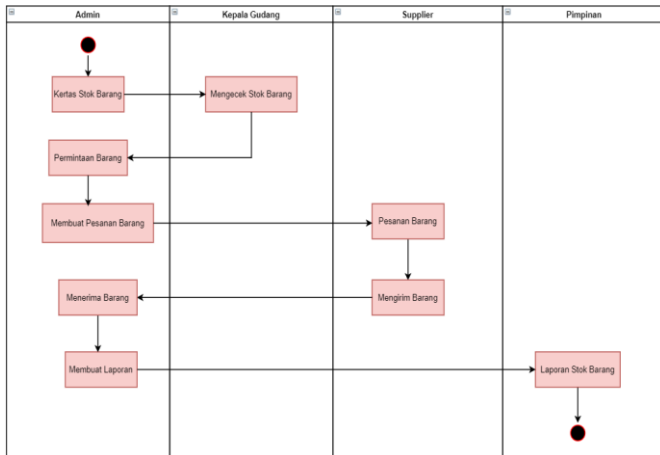 Admin
Kepala Gudang
Supplier
Pimpinan
Kertas Stok Barang
Mengecek Stok Barang
Permintaan Barang
Membuat Pesanan Barang
Pesanan Barang
Menerima Barang
Mengirim Barang
Membuat Laporan
Laporan Stok Barang